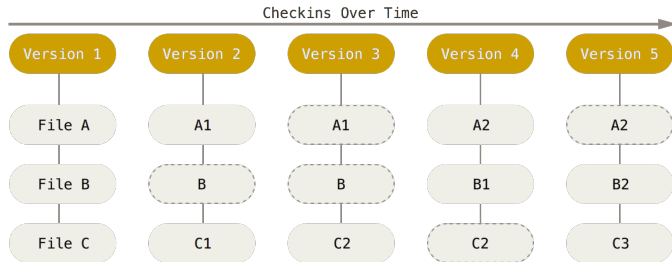 Checkins Over Time
Version 1 Version 2 Version 3 Version 4 Version 5
File A A1 A1 A2 A2
File B B B B1 B2
File C C1 C2 C2 C3